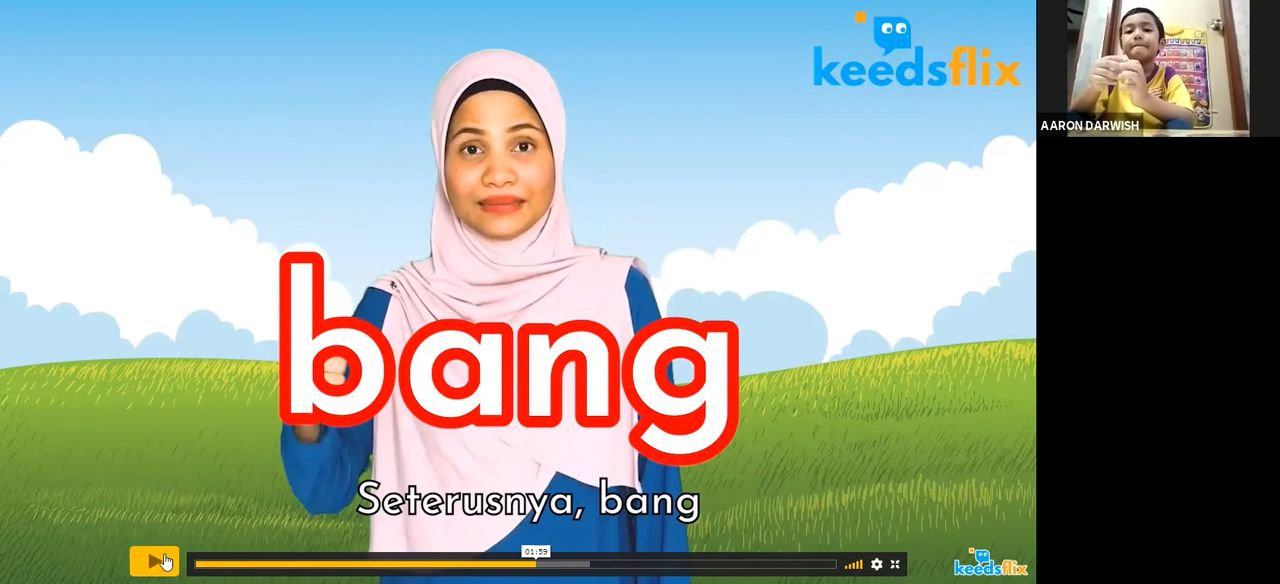 keedsflix
AARON DARWISH
bang
Seterusnya, bang
01:59
keedsflix